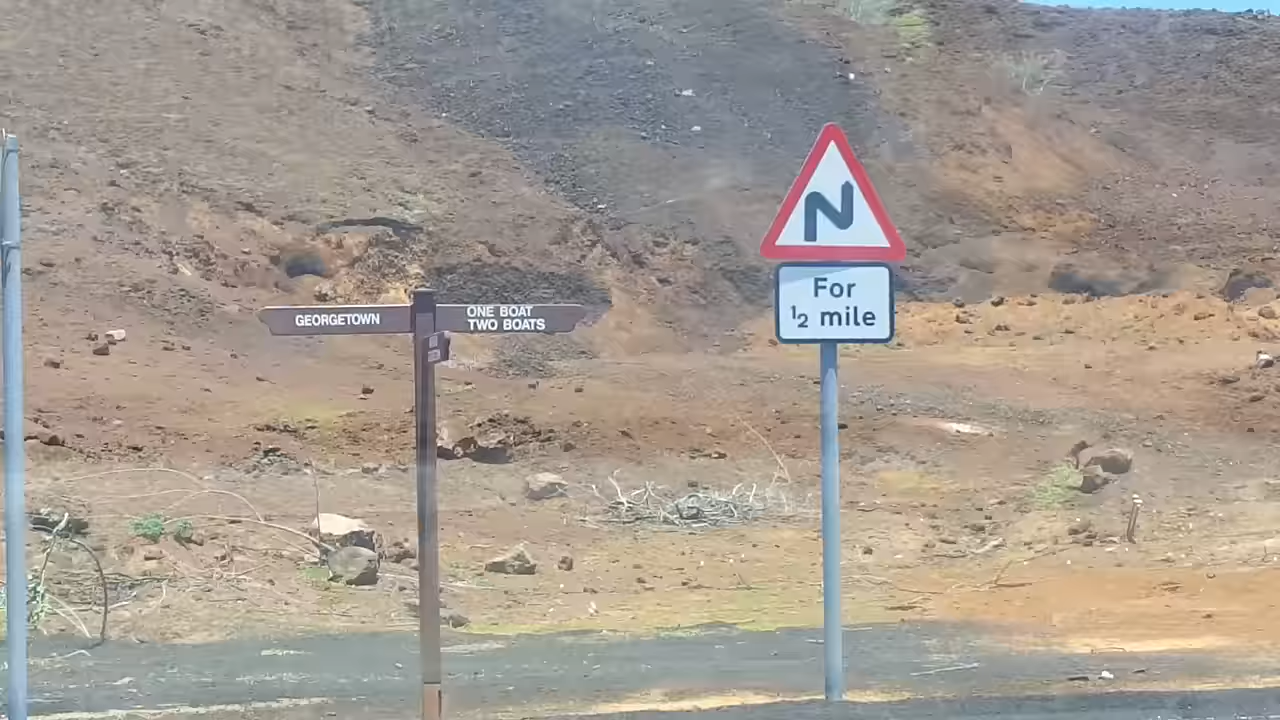 GEORGETOWN
ONE BOAT
TWO BOATS
For
½ mile